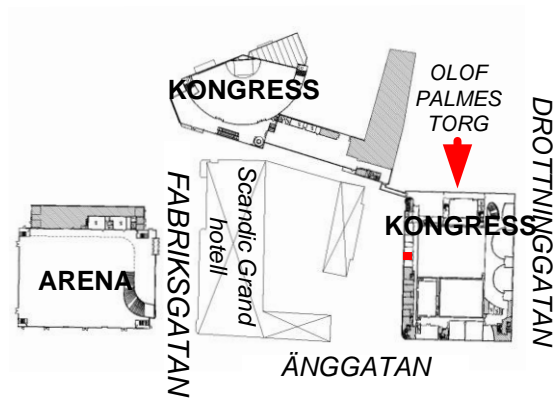 KONGRESS
OLOF
PALMES
TORG
DROTTNINGGATAN
FABRIKSGATAN
Scandic Grand
hotell
KONGRESS
ARENA
ÄNGGATAN